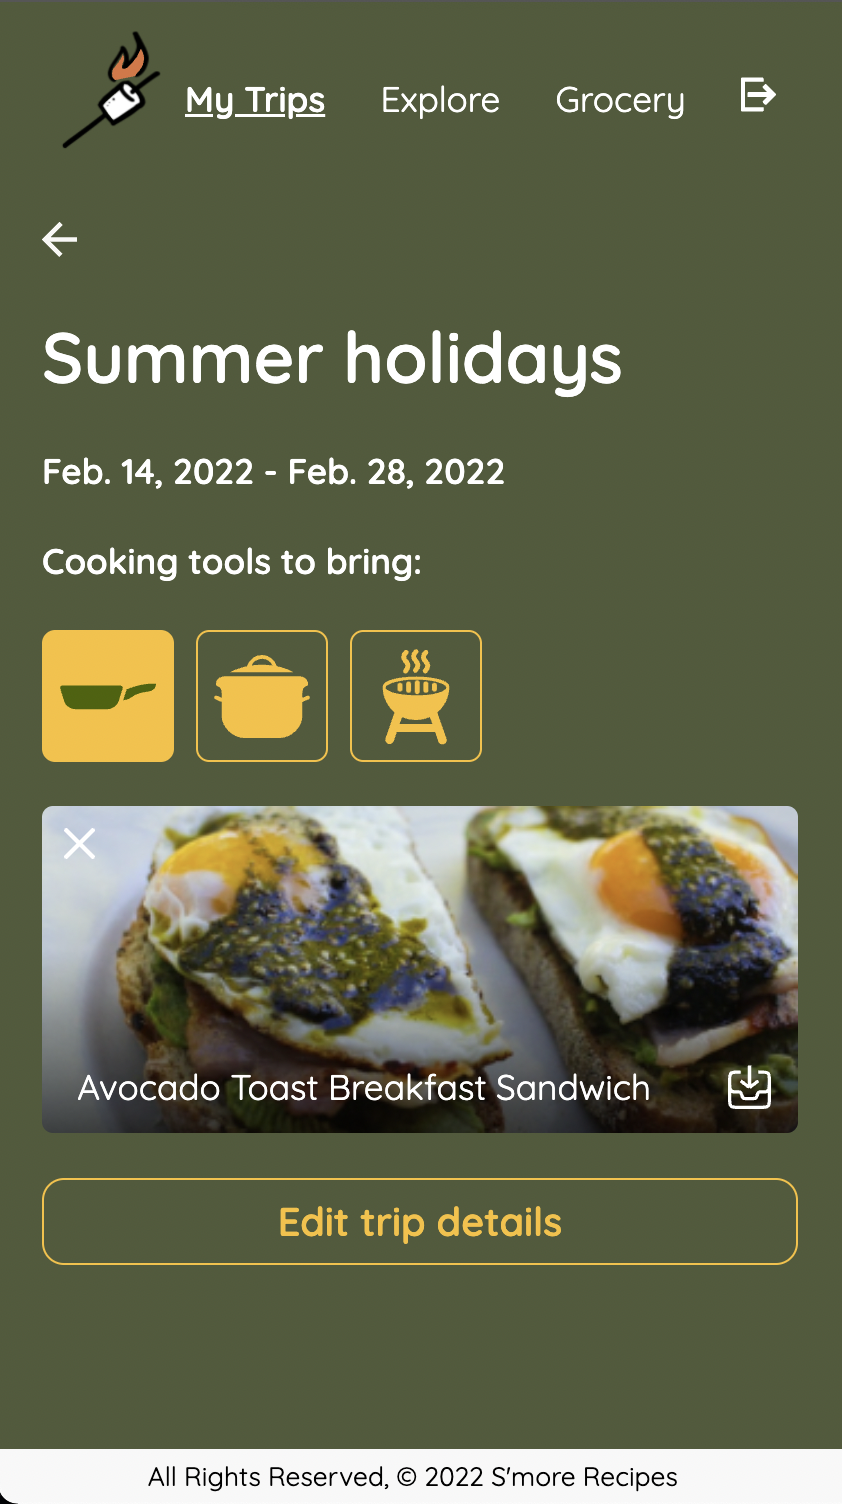 My Trips Explore Grocery
Summer holidays
Feb. 14, 2022 - Feb. 28, 2022
Cooking tools to bring:
Avocado Toast Breakfast Sandwich
Edit trip details
All Rights Reserved, © 2022 S'more Recipes